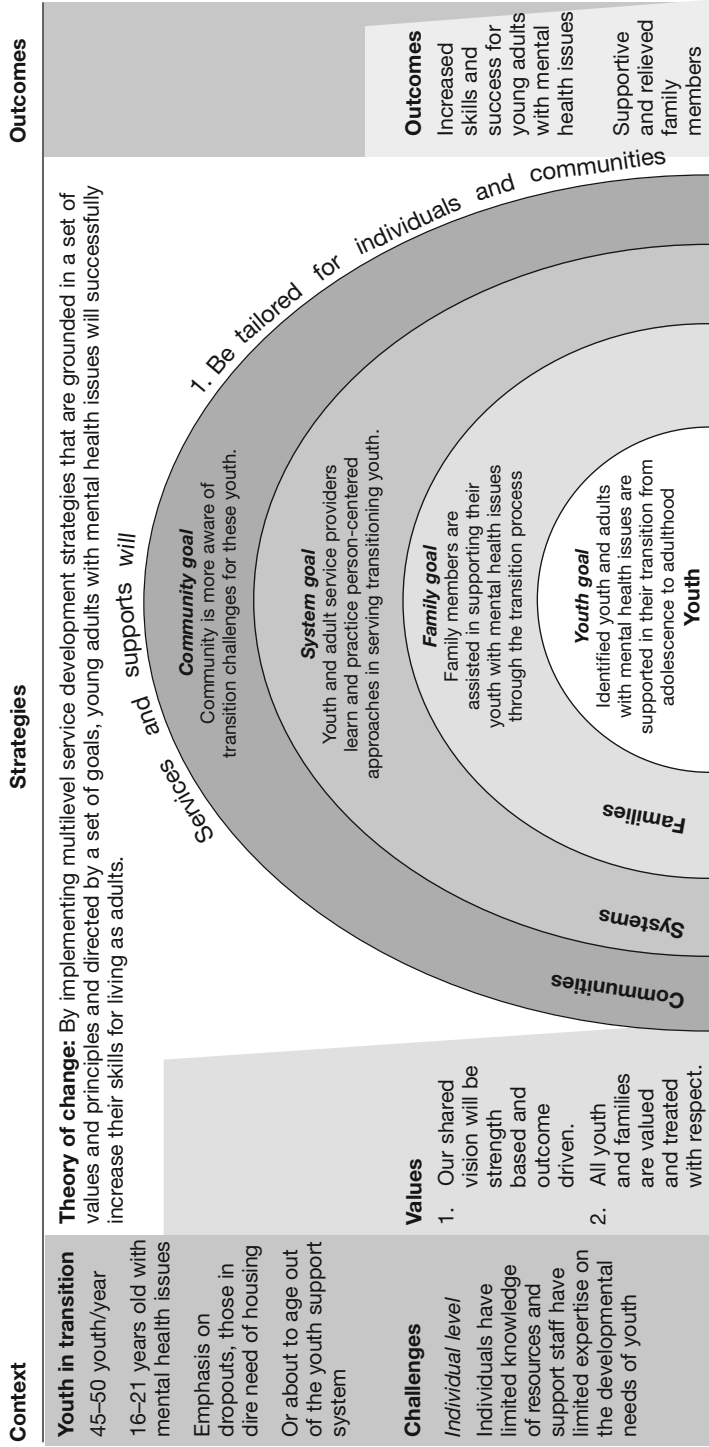 Context
Strategies
Outcomes
Youth in transition
45–50 youth/year
16–21 years old with
mental health issues
Emphasis on
dropouts, those in
dire need of housing
Or about to age out
of the youth support
system
Challenges
Individual level
Individuals have
limited knowledge
of resources and
support staff have
limited expertise on
the developmental
needs of youth
Theory of change: By implementing multilevel service development strategies that are grounded in a set of
values and principles and directed by a set of goals, young adults with mental health issues will successfully
increase their skills for living as adults.
Values
1. Our shared
vision will be
strength
based and
outcome
driven.
2. All youth
and families
are valued
and treated
with respect.
Services and supports will
1. Be tailored for individuals and communities
Community goal
Community is more aware of
transition challenges for these youth.
System goal
Youth and adult service providers
learn and practice person-centered
approaches in serving transitioning youth.
Family goal
Family members are
assisted in supporting their
youth with mental health issues
through the transition process
Youth goal
Identified youth and adults
with mental health issues are
supported in their transition from
adolescence to adulthood
Youth
Families
Systems
Communities
Outcomes
Increased
skills and
success for
young adults
with mental
health issues
Supportive
and relieved
family
members